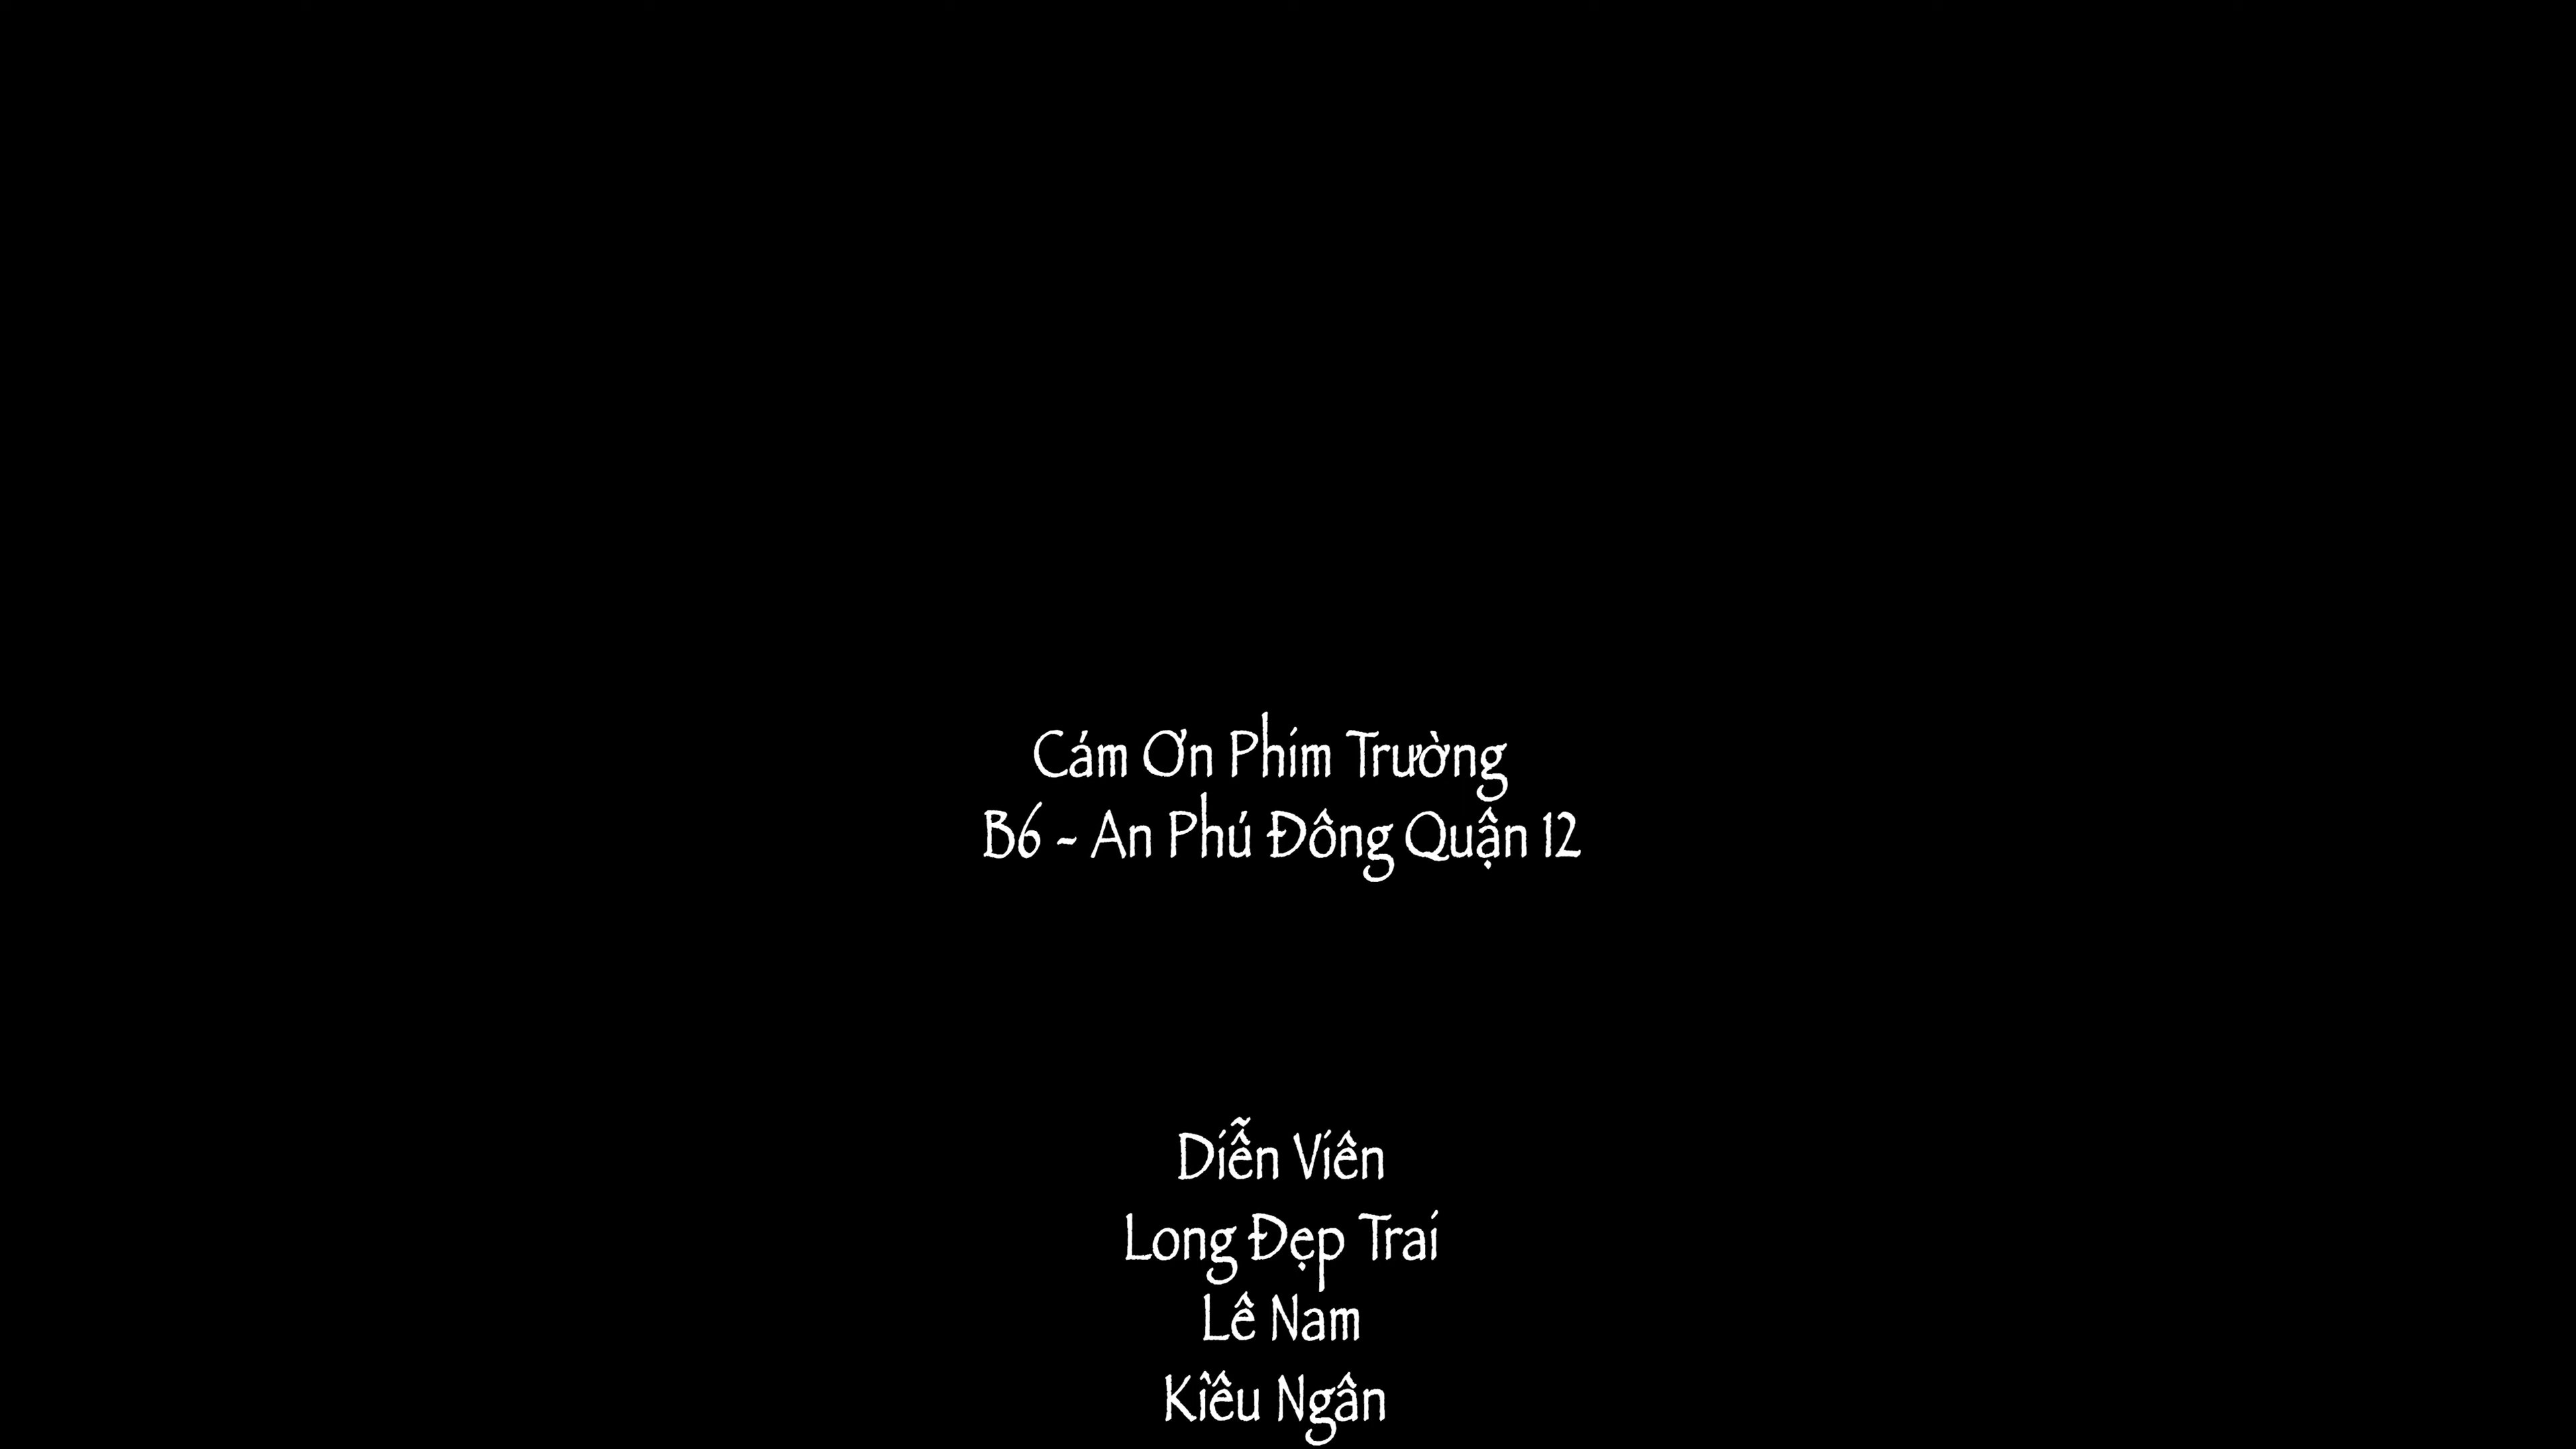 Cám Ơn Phim Trường
B6 - An Phú Đông Quận 12
Diễn Viên
Long Đẹp Trai
Lê Nam
Kiều Ngân